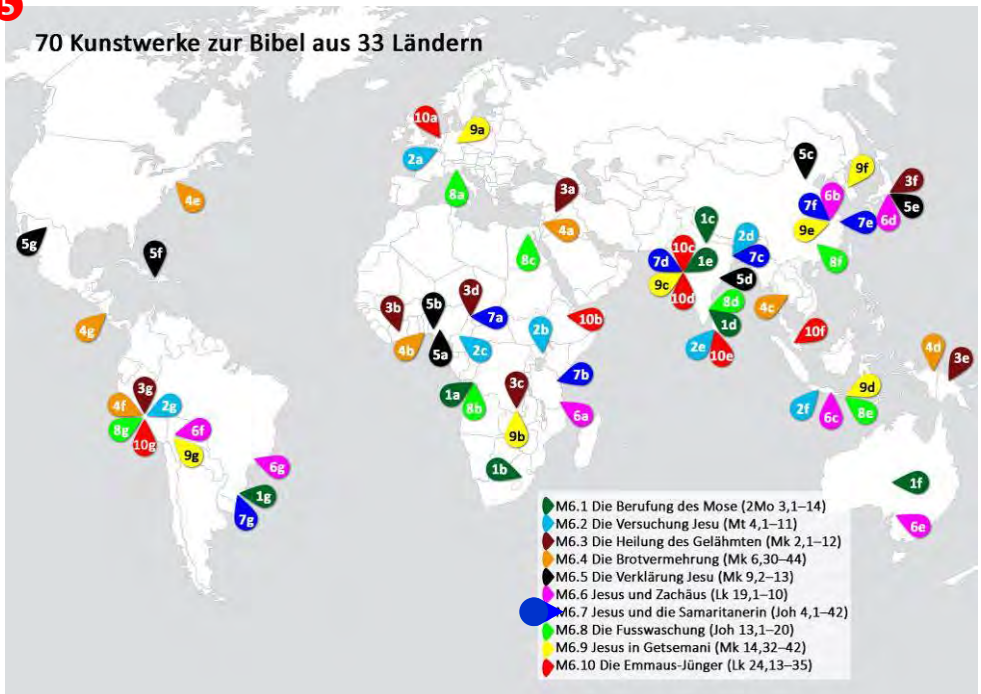 5
70 Kunstwerke zur Bibel aus 33 Ländern
10a
9a
2a
8a
3a
4a
4e
5g
5f
4g
5c
9f
6b
3f
7f
5e
6d
9e
7e
8f
1c
2d
10c
7d
1e
7c
9c
10d
5d
8c
8d
4c
1d
2e
10e
10f
3d
3b
5b
7a
10b
4b
5a
2c
2b
7b
1a
8b
3c
6a
9b
1b
4d
3e
9d
2f
6c
8e
1f
6e
3g
4f
2g
8g
10g
6f
9g
6g
1g
7g
M6.1 Die Berufung des Mose (2Mo 3,1–14)
M6.2 Die Versuchung Jesu (Mt 4,1–11)
M6.3 Die Heilung des Gelähmten (Mk 2,1–12)
M6.4 Die Brotvermehrung (Mk 6,30–44)
M6.5 Die Verklärung Jesu (Mk 9,2–13)
M6.6 Jesus und Zachäus (Lk 19,1–10)
M6.7 Jesus und die Samaritanerin (Joh 4,1–42)
M6.8 Die Fusswaschung (Joh 13,1–20)
M6.9 Jesus in Getsemani (Mk 14,32–42)
M6.10 Die Emmaus-Jünger (Lk 24,13–35)